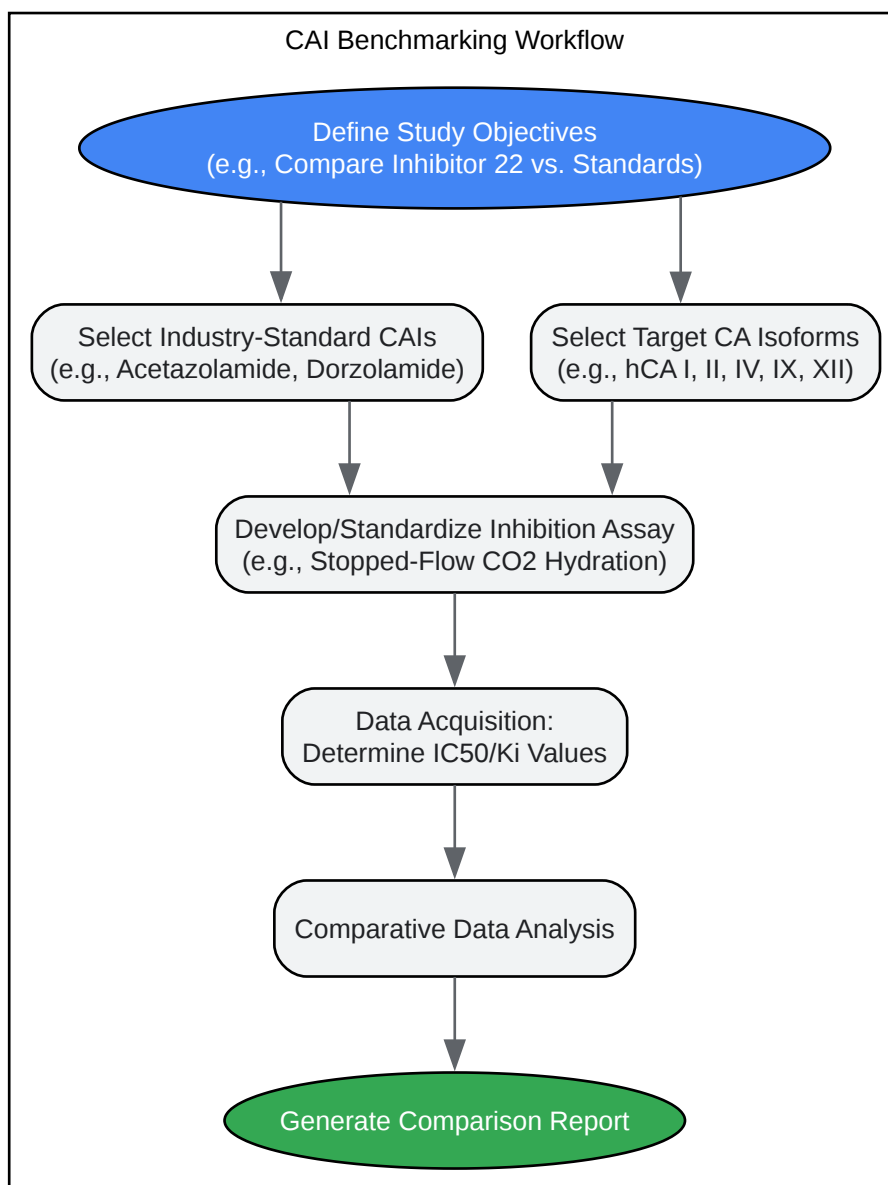 CAI Benchmarking Workflow
Define Study Objectives
(e.g., Compare Inhibitor 22 vs. Standards)
Select Industry-Standard CAIs
(e.g., Acetazolamide, Dorzolamide)
Select Target CA Isoforms
(e.g., hCA I, II, IV, IX, XII)
Develop/Standardize Inhibition Assay
(e.g., Stopped-Flow CO2 Hydration)
Data Acquisition:
Determine IC50/Ki Values
Comparative Data Analysis
Generate Comparison Report